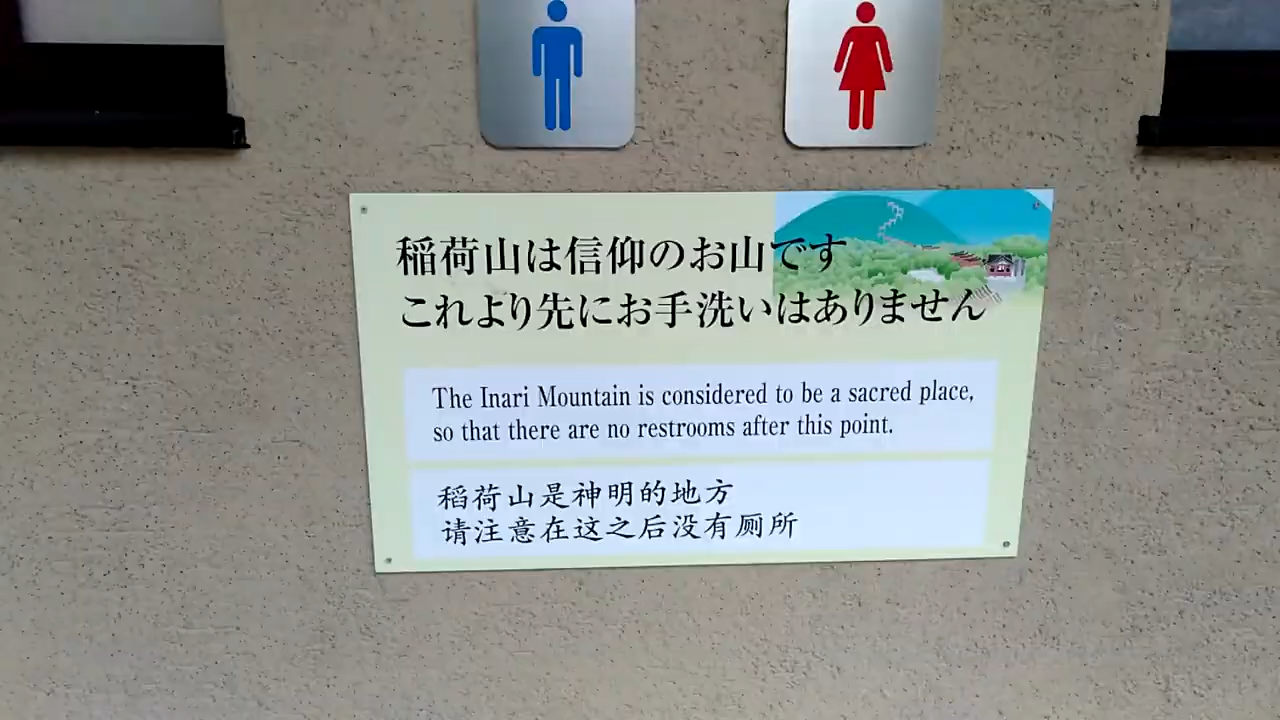 稲荷山は信仰のお山です
これより先にお手洗いはありません
The Inari Mountain is considered to be a sacred place,
so that there are no restrooms after this point.
稻荷山是神明的地方
请注意在这之后没有厕所